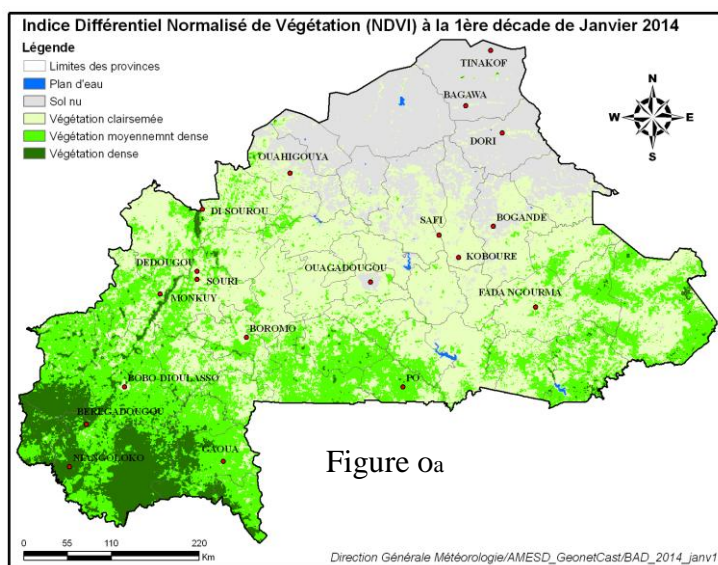 Indice Différentiel Normalisé de Végétation (NDVI) à la 1ère décade de Janvier 2014
Légende
Limites des provinces
Plan d'eau
Sol nu
Végétation clairsemée
Végétation moyennemnt dense
Végétation dense
TINAKOF
BAGAWA
DORI
OUAHIGOUYA
DI SOUROU
SAFI
BOGANDE
KOBOURE
DEDOUGOU
SOURI
OUAGADOUGOU
MONKUY
FADA NGOURMA
BOROMO
BOBO-DIOULASSO
PO
BEREGADOUGOU
NIANGOLOKO
GAOUA
N
W E
S
Figure 0a
0 55 110 220
Km
Direction Générale Météorologie/AMESD_GeonetCast/BAD_2014_janv1